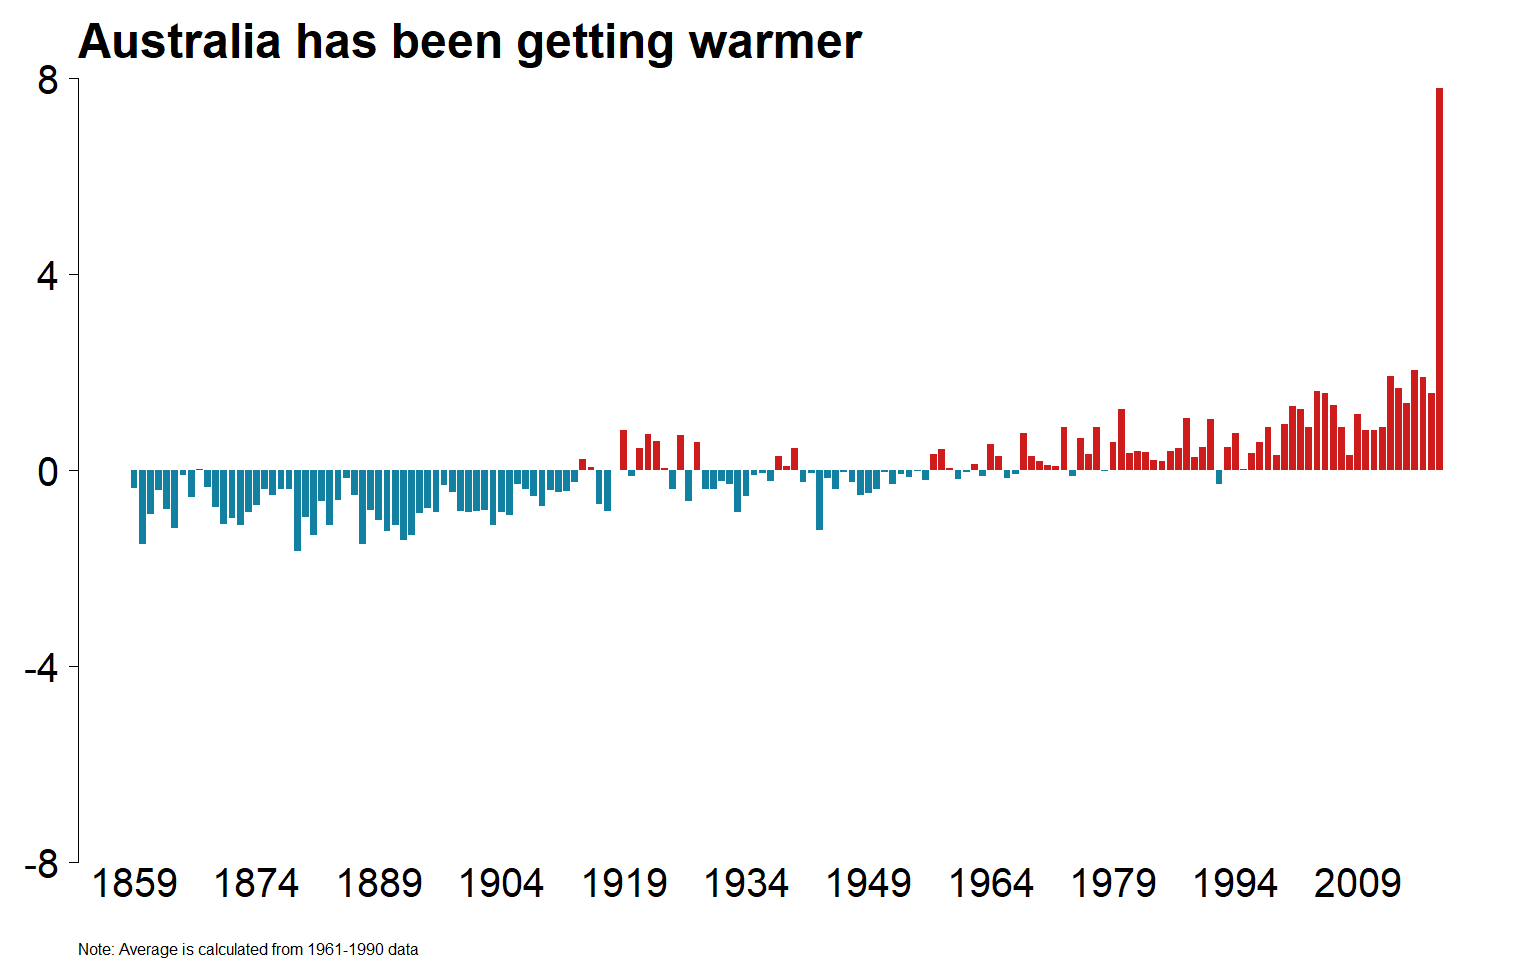 Australia has been getting warmer
8
4
0
-4
-8
1859 1874 1889 1904 1919 1934 1949 1964 1979 1994 2009
Note: Average is calculated from 1961-1990 data